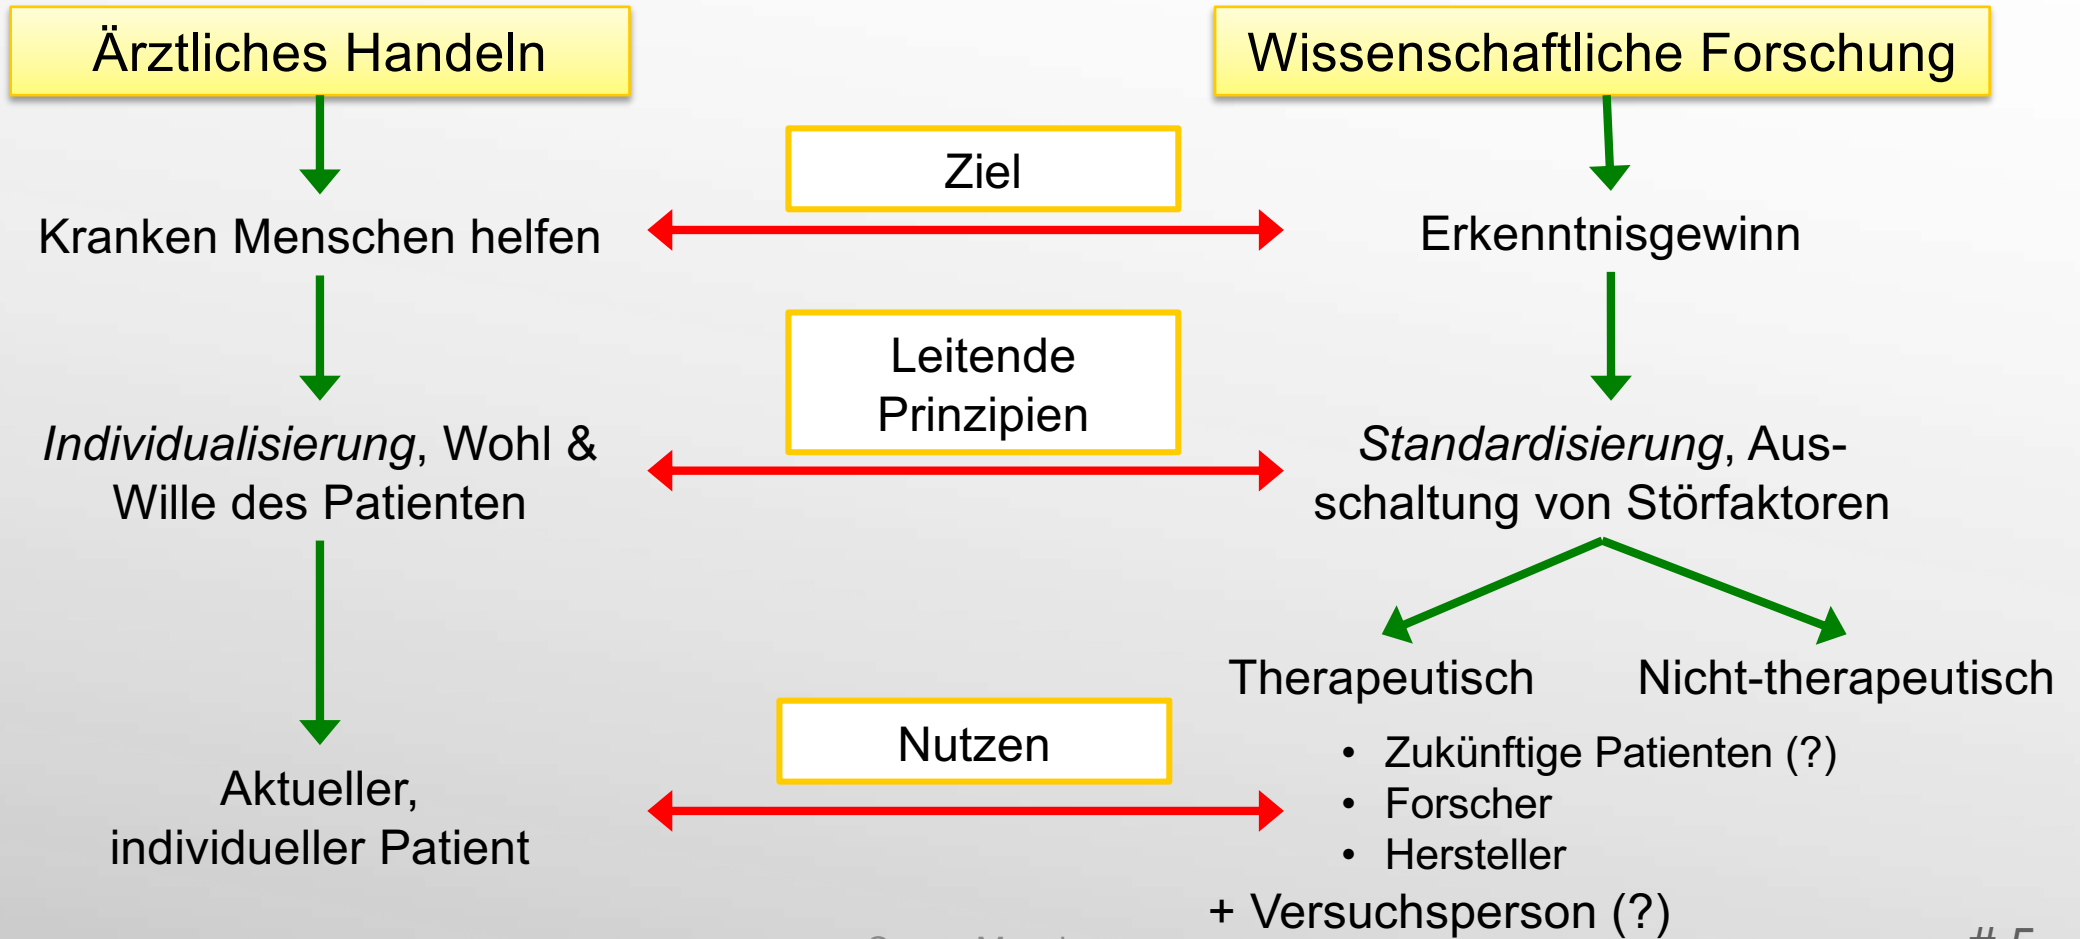 Ärztliches Handeln
Wissenschaftliche Forschung
Ziel
Kranken Menschen helfen
Erkenntnisgewinn
Leitende
Prinzipien
Individualisierung, Wohl &
Wille des Patienten
Standardisierung, Aus-
schaltung von Störfaktoren
Therapeutisch
Nicht-therapeutisch
Nutzen
Aktueller,
individueller Patient
• Zukünftige Patienten (?)
• Forscher
• Hersteller
+ Versuchsperson (?)
# 5